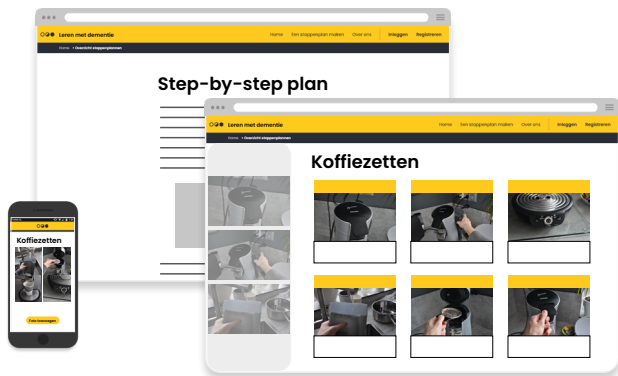 Leren met dementie
Home Een stappenplan maken Over ons Inloggen Registreren
Home > Overzicht stappenplannen
Step-by-step plan
Leren met dementie
Home Een stappenplan maken Over ons Inloggen Registreren
Home > Overzicht stappenplannen
Koffiezetten
Koffiezetten
Foto toevoegen